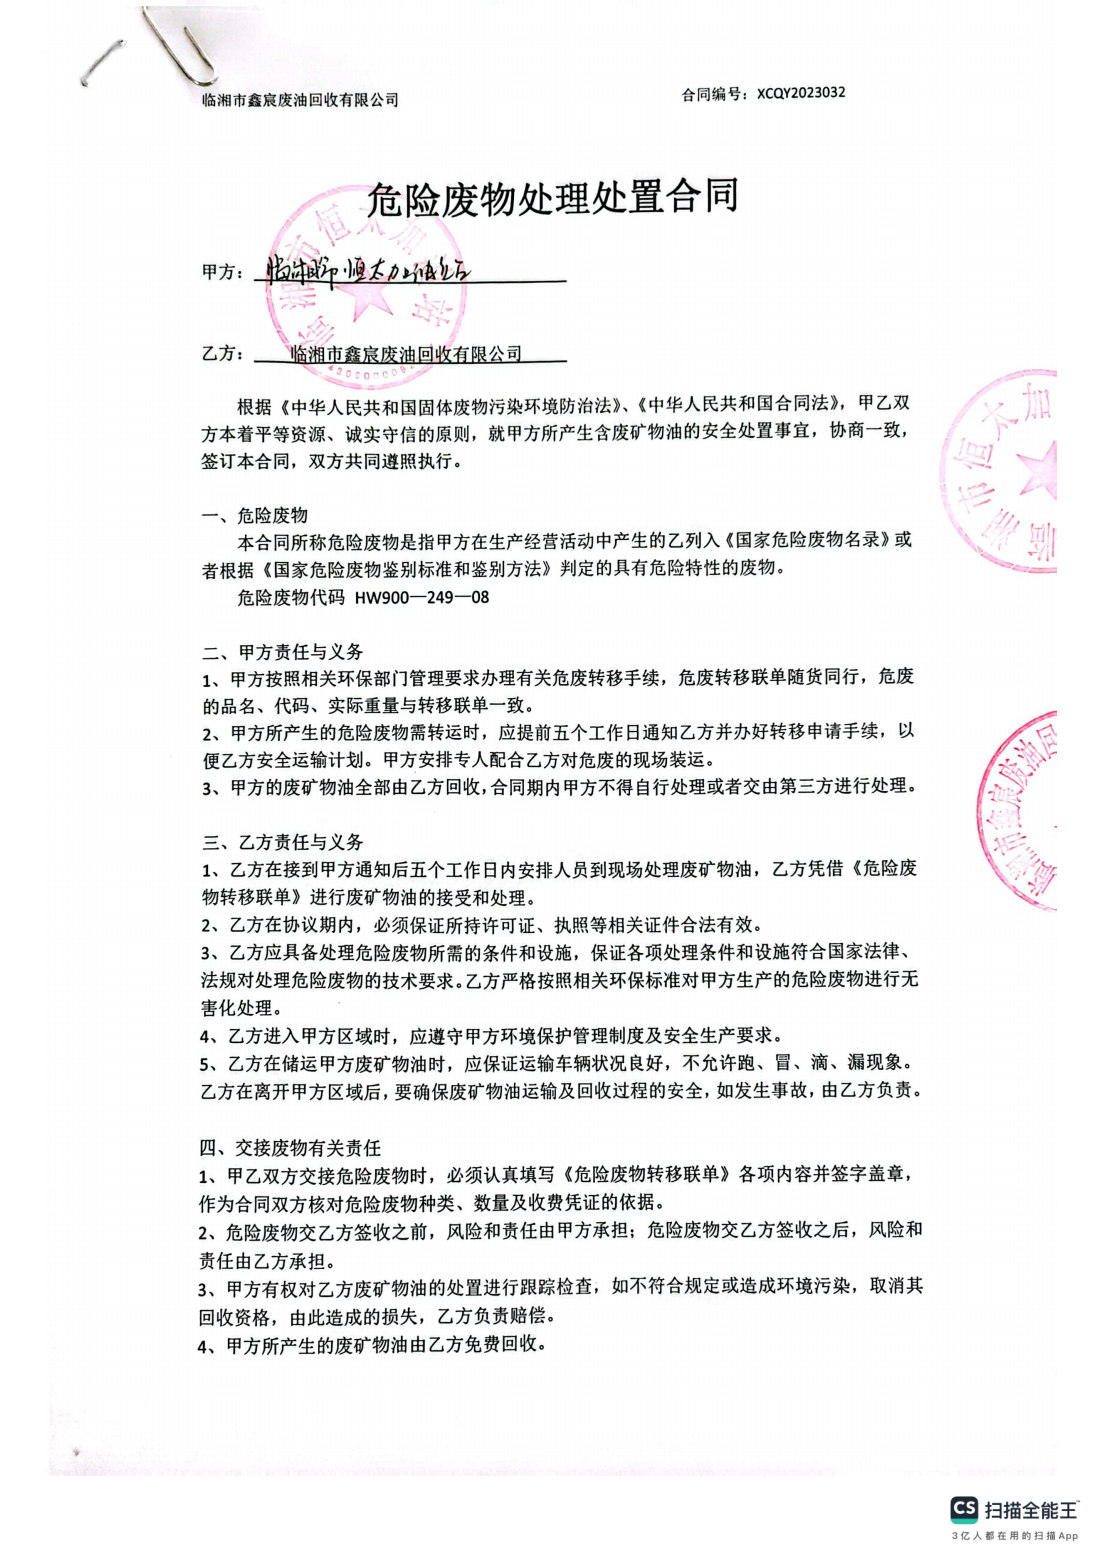 临湘市鑫宸废油回收有限公司
合同编号：XCQY2023032
危险废物处理处置合同
甲方：临湘市恒太加油站
乙方：临湘市鑫宸废油回收有限公司
根据《中华人民共和国固体废物污染环境防治法》、《中华人民共和国合同法》，甲乙双
方本着平等资源、诚实守信的原则，就甲方所产生含废矿物油的安全处置事宜，协商一致，
签订本合同，双方共同遵照执行。
一、危险废物
本合同所称危险废物是指甲方在生产经营活动中产生的乙列入《国家危险废物名录》或
者根据《国家危险废物鉴别标准和鉴别方法》判定的具有危险特性的废物。
危险废物代码 HW900—249—08
二、甲方责任与义务
1、甲方按照相关环保部门管理要求办理有关危废转移手续，危废转移联单随货同行，危废
的品名、代码、实际重量与转移联单一致。
2、甲方所产生的危险废物需转运时，应提前五个工作日通知乙方并办好转移申请手续，以
便乙方安全运输计划。甲方安排专人配合乙方对危废的现场装运。
3、甲方的废矿物油全部由乙方回收，合同期内甲方不得自行处理或者交由第三方进行处理。
三、乙方责任与义务
1、乙方在接到甲方通知后五个工作日内安排人员到现场处理废矿物油，乙方凭借《危险废
物转移联单》进行废矿物油的接受和处理。
2、乙方在协议期内，必须保证所持许可证、执照等相关证件合法有效。
3、乙方应具备处理危险废物所需的条件和设施，保证各项处理条件和设施符合国家法律、
法规对处理危险废物的技术要求。乙方严格按照相关环保标准对甲方生产的危险废物进行无
害化处理。
4、乙方进入甲方区域时，应遵守甲方环境保护管理制度及安全生产要求。
5、乙方在储运甲方废矿物油时，应保证运输车辆状况良好，不允许跑、冒、滴、漏现象。
乙方在离开甲方区域后，要确保废矿物油运输及回收过程的安全，如发生事故，由乙方负责。
四、交接废物有关责任
1、甲乙双方交接危险废物时，必须认真填写《危险废物转移联单》各项内容并签字盖章，
作为合同双方核对危险废物种类、数量及收费凭证的依据。
2、危险废物交乙方签收之前，风险和责任由甲方承担；危险废物交乙方签收之后，风险和
责任由乙方承担。
3、甲方有权对乙方废矿物油的处置进行跟踪检查，如不符合规定或造成环境污染，取消其
回收资格，由此造成的损失，乙方负责赔偿。
4、甲方所产生的废矿物油由乙方免费回收。
临湘市恒太加油站
临湘市恒太加
临湘市鑫宸废油回
CS 扫描全能王
3亿人都在用的扫描App